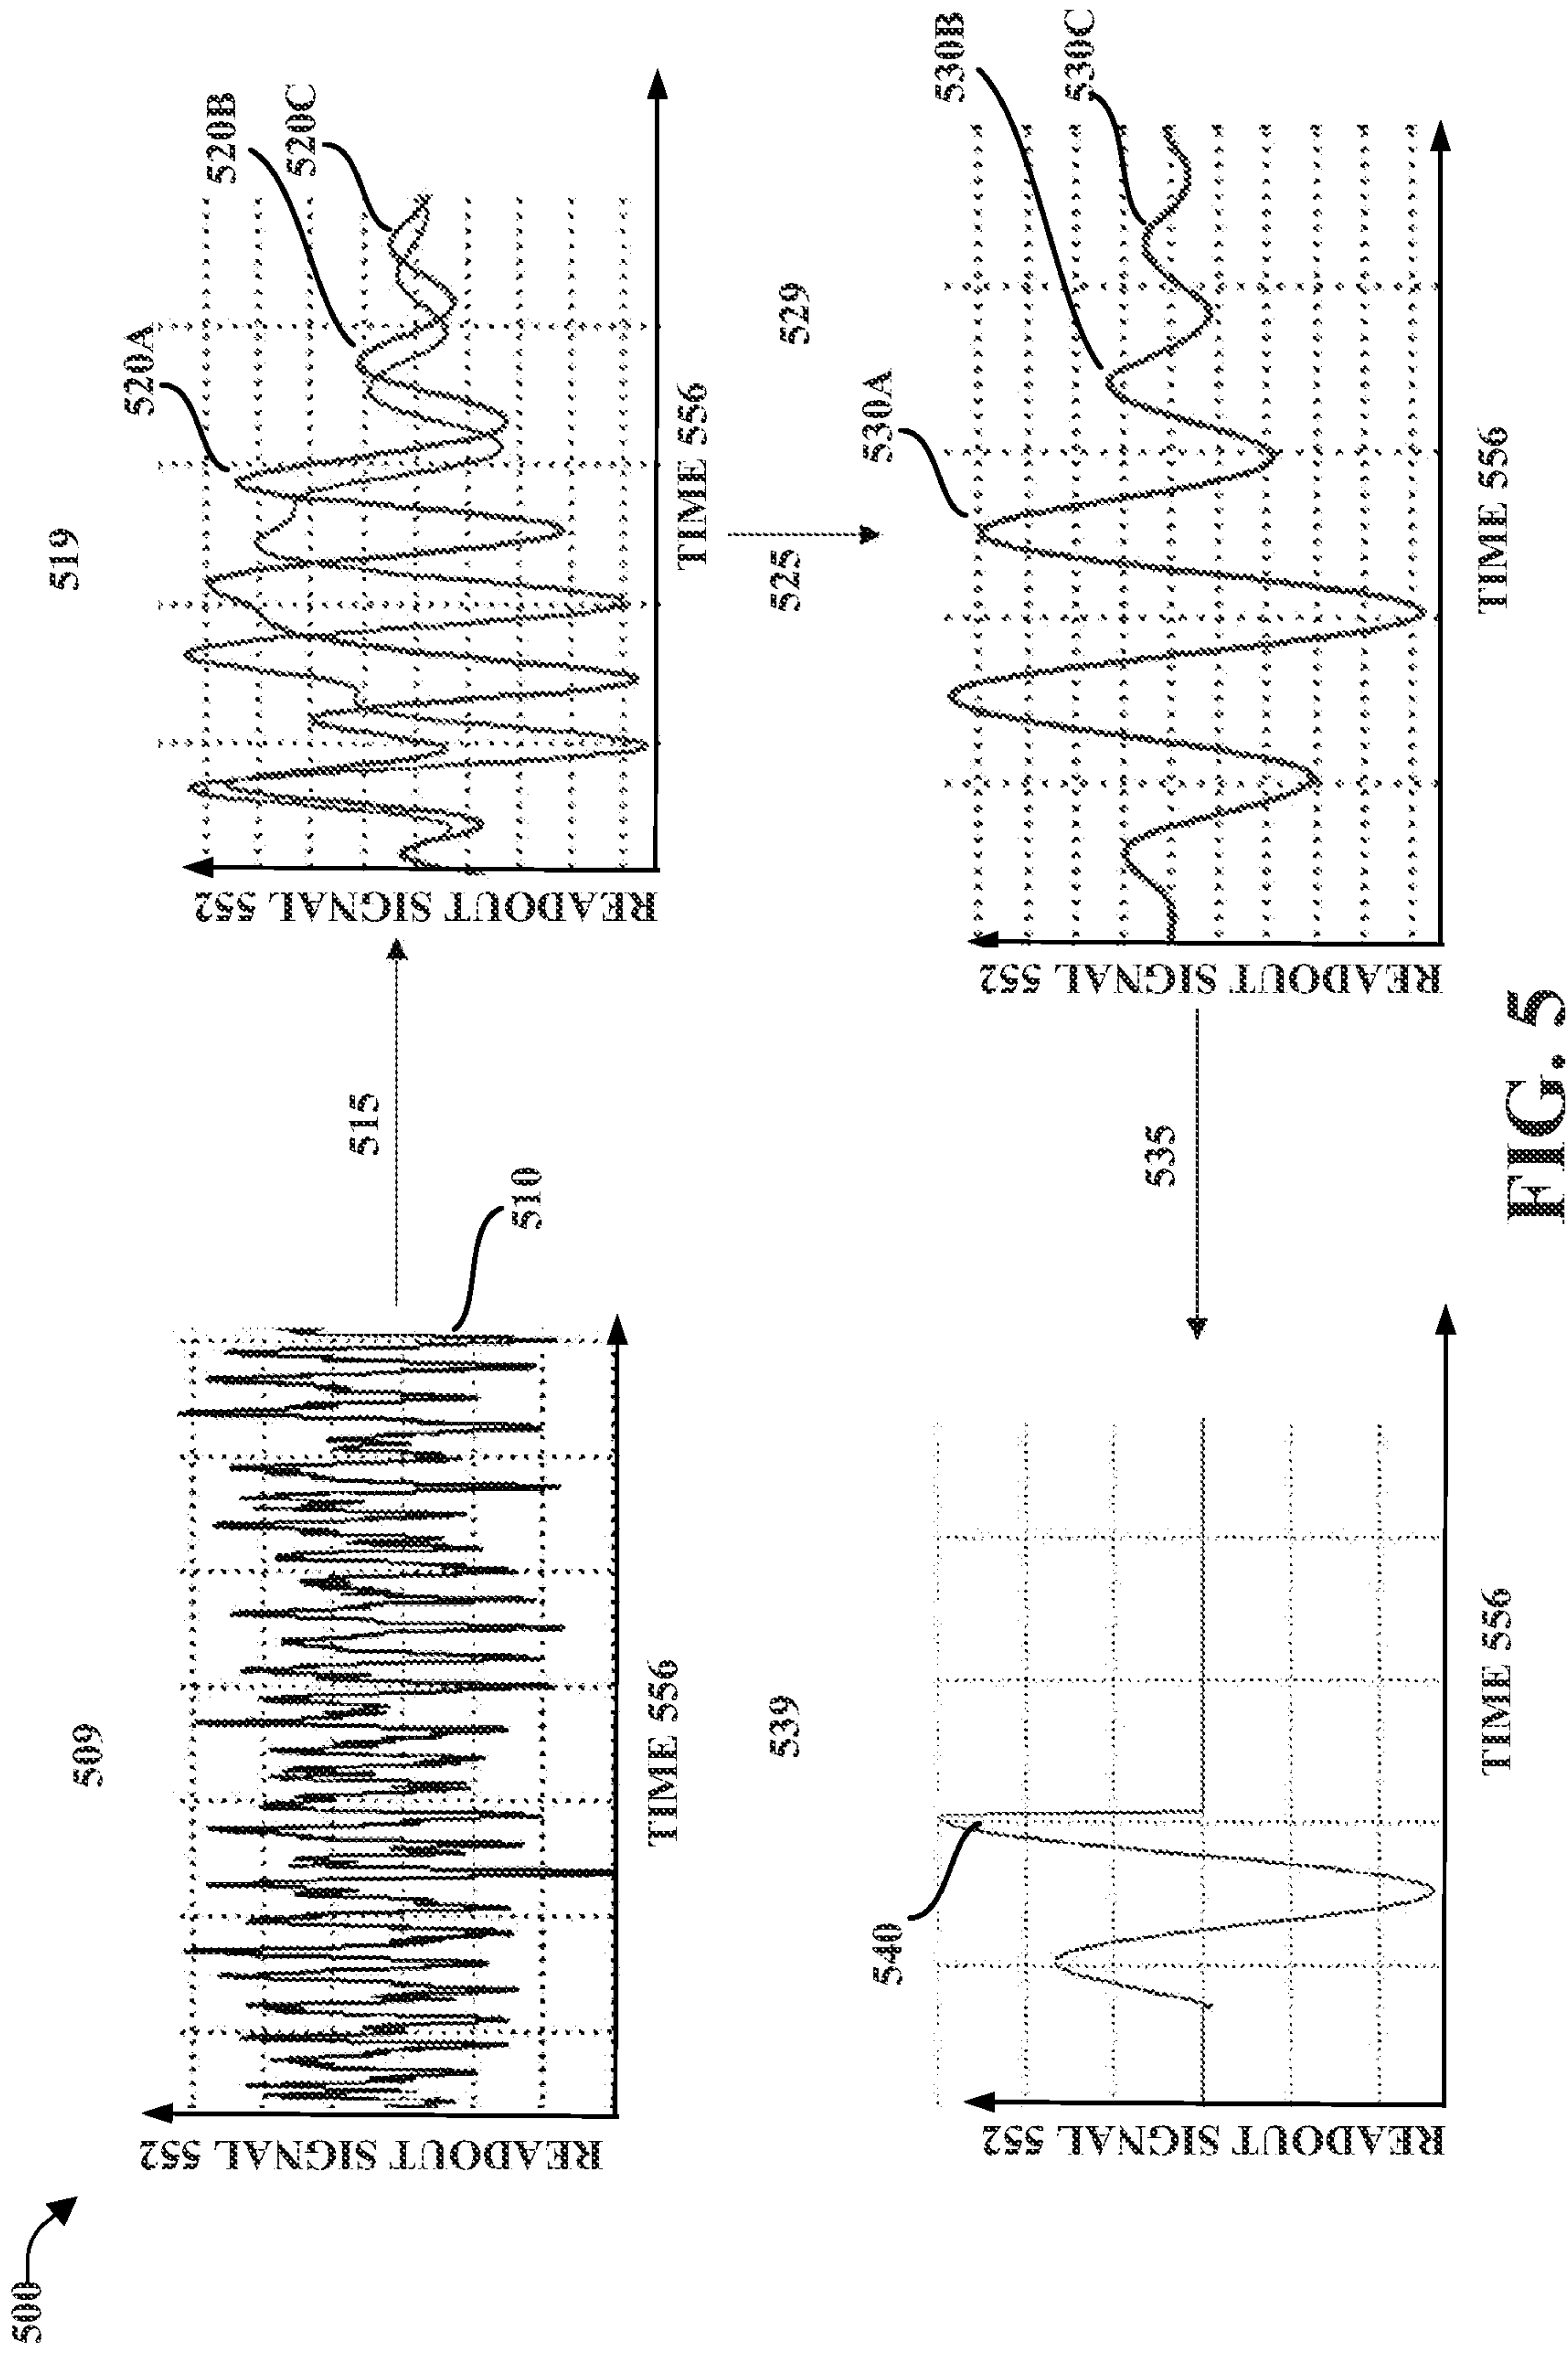 500
509
READOUT SIGNAL 552
TIME 556
510
515
519
READOUT SIGNAL 552
TIME 556
520A
520B
520C
525
529
READOUT SIGNAL 552
TIME 556
530A
530B
530C
535
539
READOUT SIGNAL 552
TIME 556
540
FIG. 5